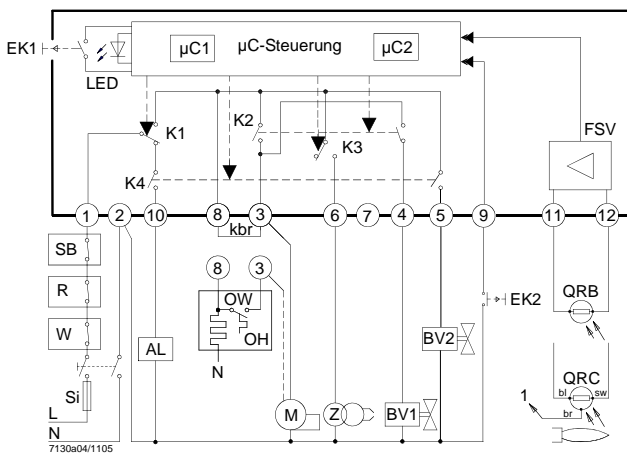 EK1
LED
µC1
µC-Steuerung
µC2
K1
K2
K3
K4
FSV
1
2
10
8
3
6
7
4
5
9
11
12
kbr
SB
R
W
Si
L
N
7130a04/1105
AL
8
3
OW
OH
N
M
Z
BV1
BV2
EK2
QRB
QRC
bl
sw
br
1